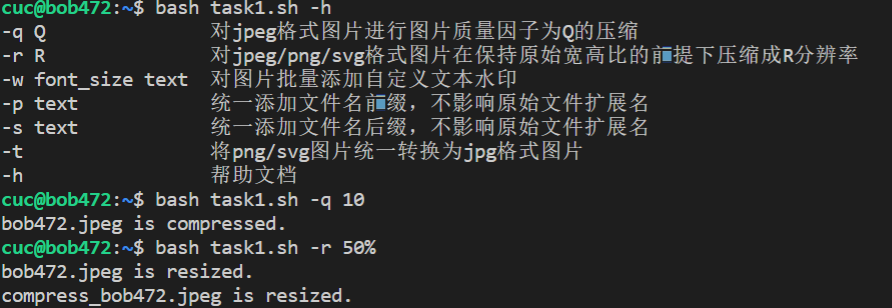 cuc@bob472:~$ bash task1.sh -h
-q Q 对jpeg格式图片进行图片质量因子为Q的压缩
-r R 对jpeg/png/svg格式图片在保持原始宽高比的前提下压缩成R分辨率
-w font_size text 对图片批量添加自定义文本水印
-p text 统一添加文件名前缀，不影响原始文件扩展名
-s text 统一添加文件名后缀，不影响原始文件扩展名
-t 将png/svg图片统一转换为jpg格式图片
-h 帮助文档
cuc@bob472:~$ bash task1.sh -q 10
bob472.jpeg is compressed.
cuc@bob472:~$ bash task1.sh -r 50%
bob472.jpeg is resized.
compress_bob472.jpeg is resized.